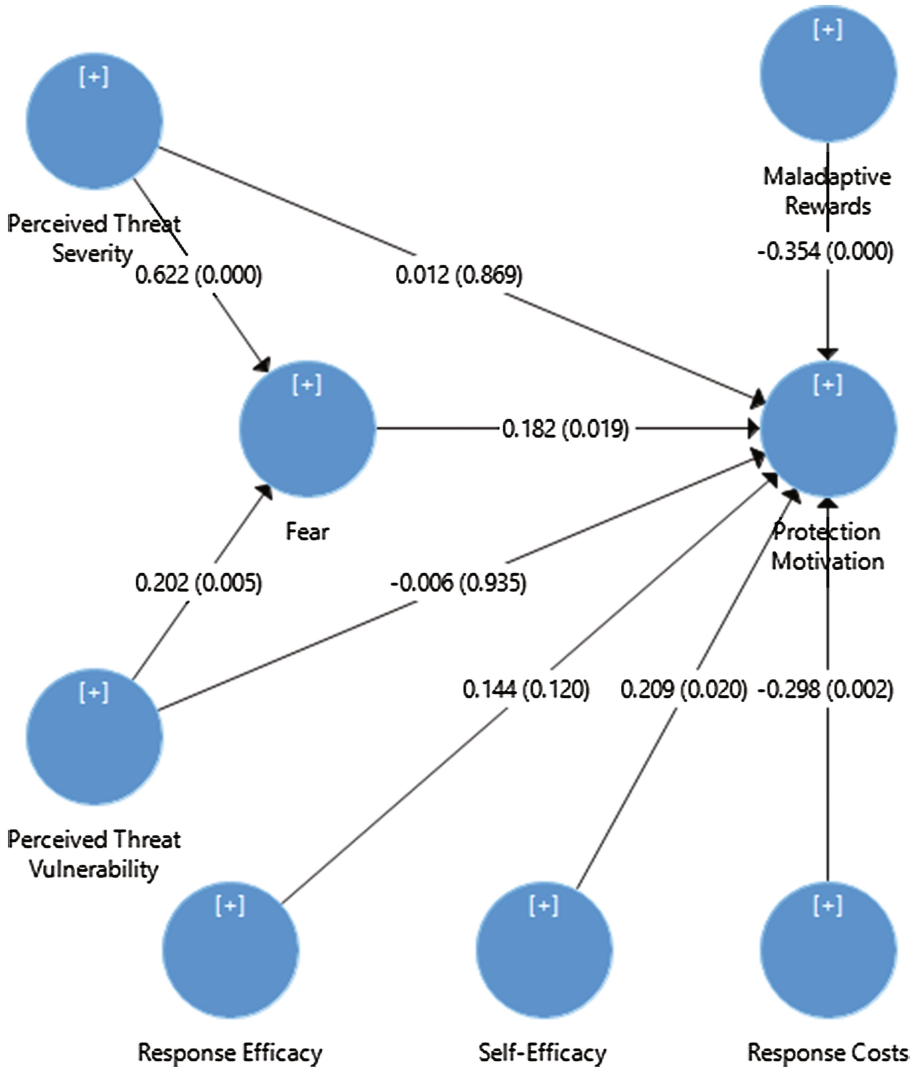 [+]
[+]
Maladaptive
Rewards
Perceived Threat
Severity
-0.354 (0.000)
0.622 (0.000)
0.012 (0.869)
[+]
[+]
0.182 (0.019)
Fear
Protection
Motivation
0.202 (0.005)
-0.006 (0.935)
[+]
0.144 (0.120)
0.209 (0.020)
-0.298 (0.002)
Perceived Threat
Vulnerability
[+]
[+]
[+]
Response Efficacy
Self-Efficacy
Response Costs